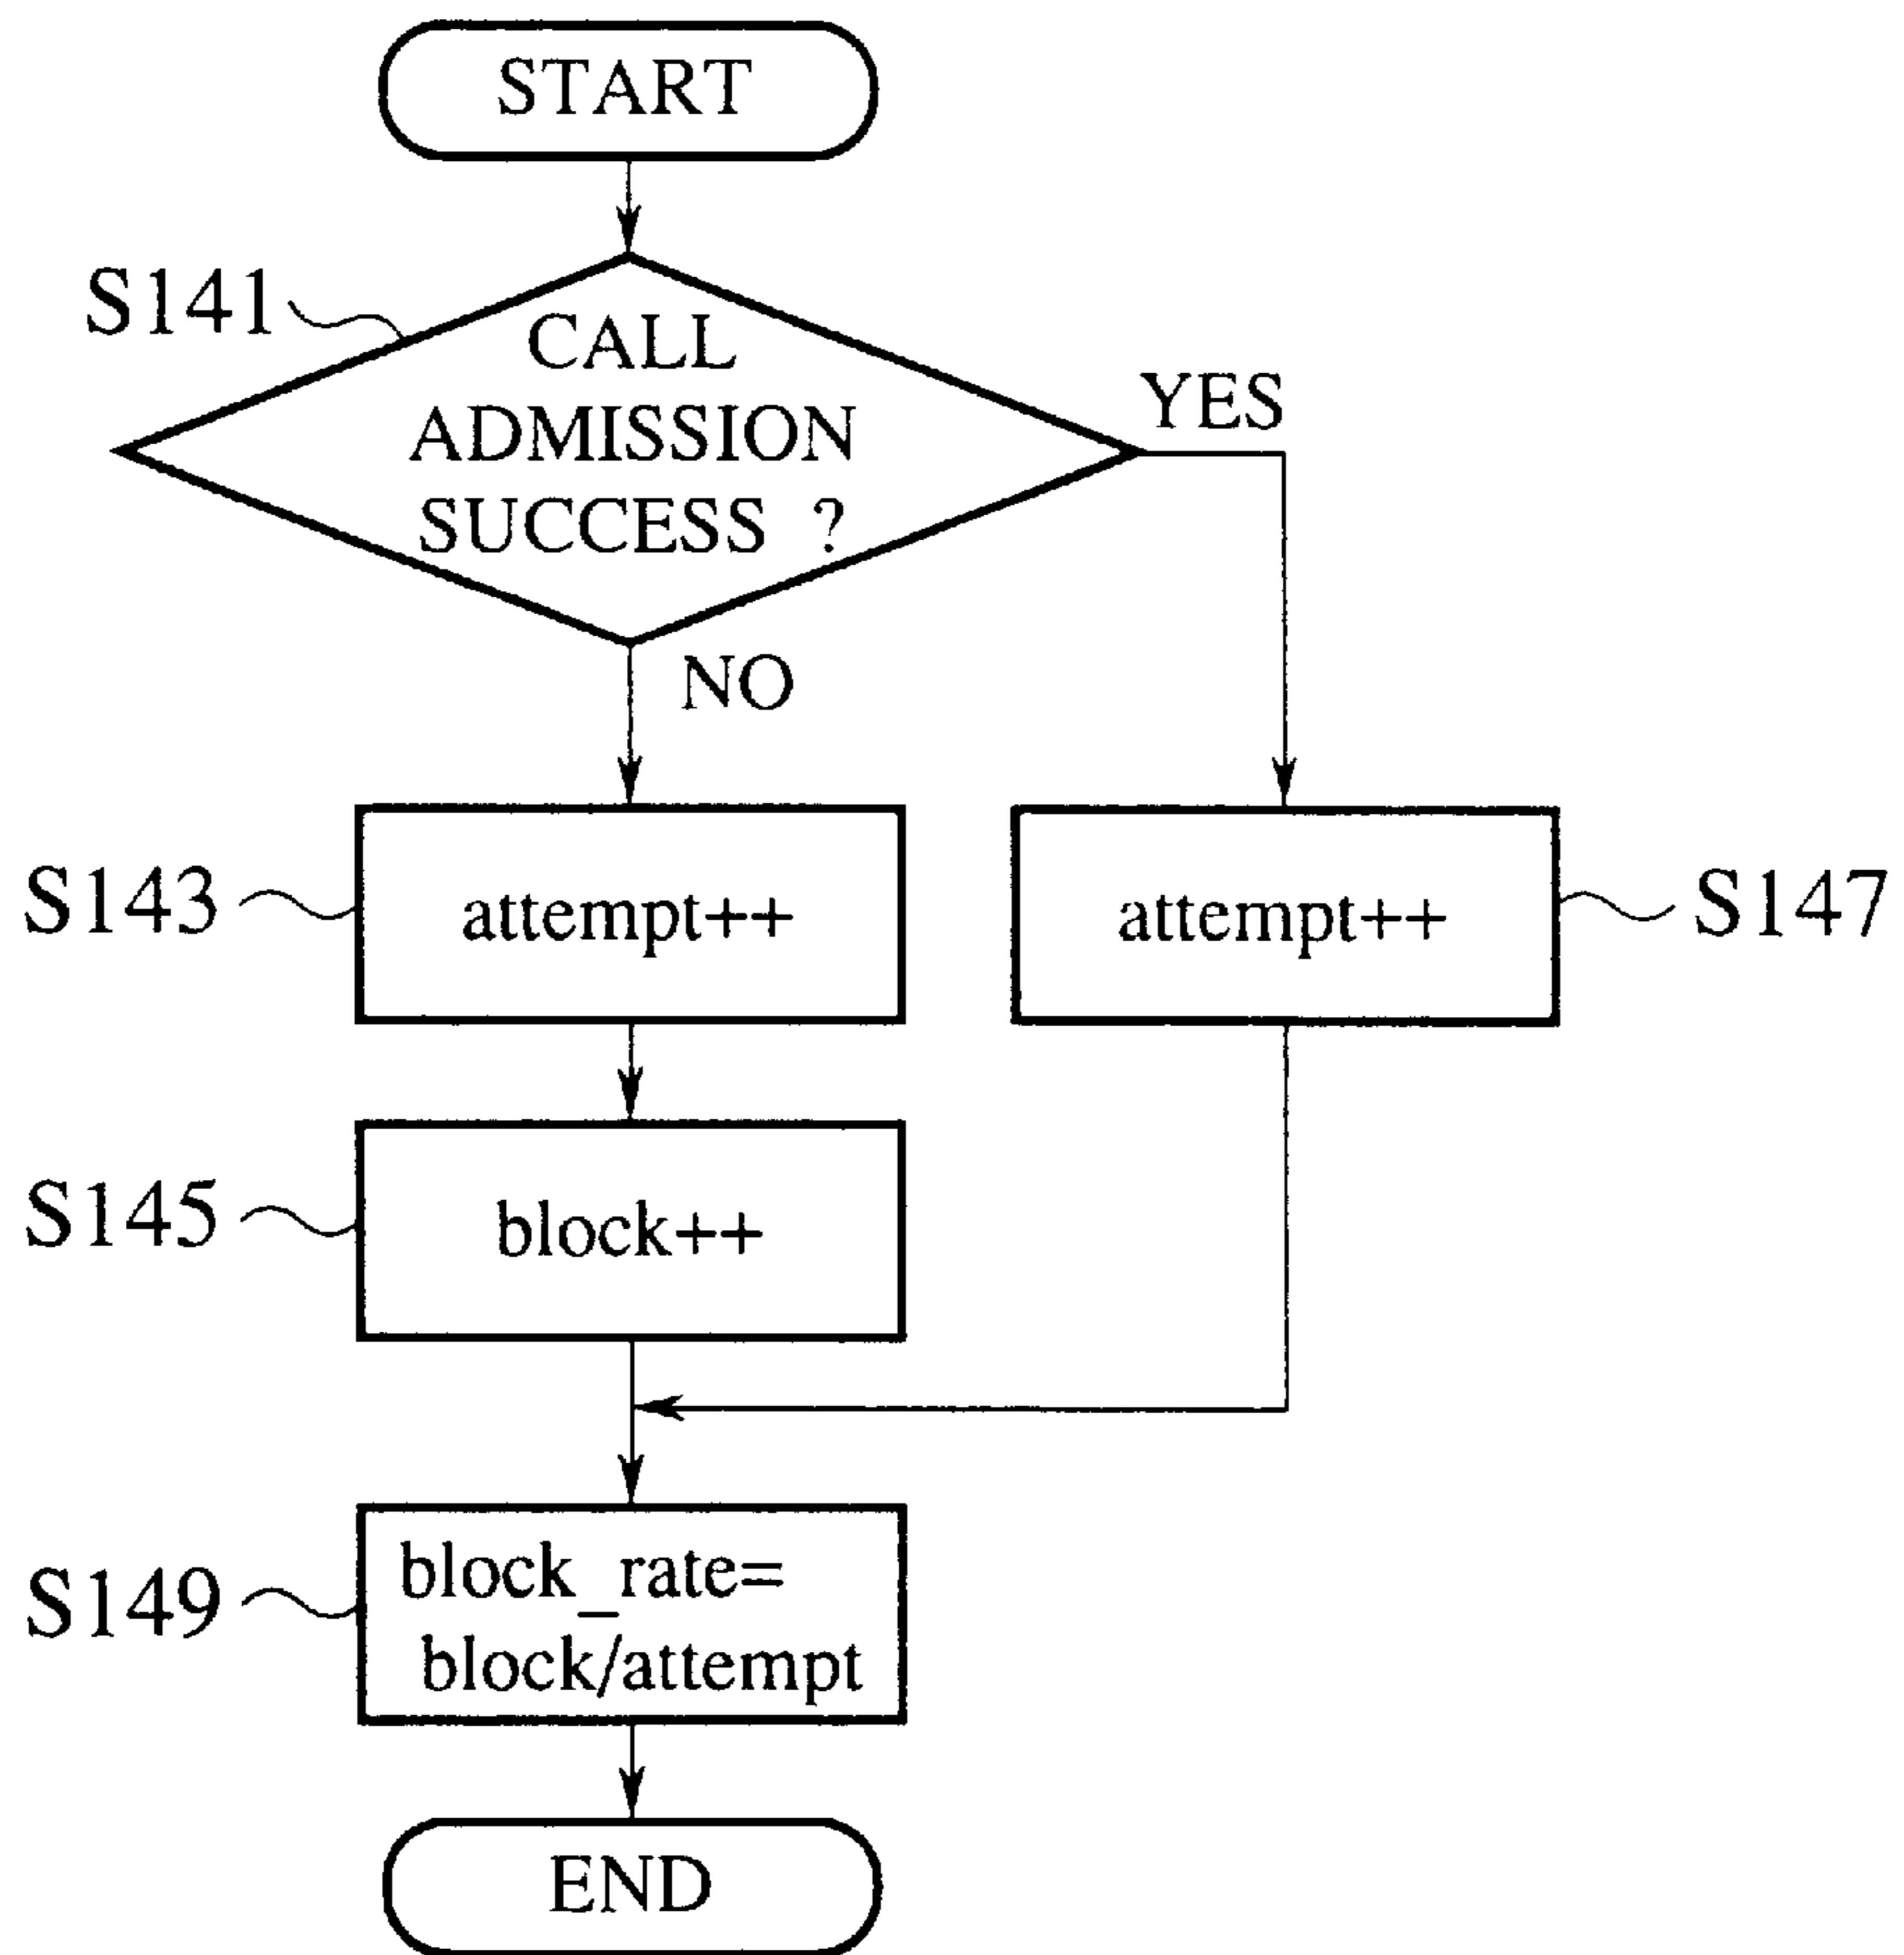 START
S141
CALL
ADMISSION
SUCCESS ?
YES
NO
S143
attempt++
attempt++
S147
S145
block++
S149
block_rate=
block/attempt
END